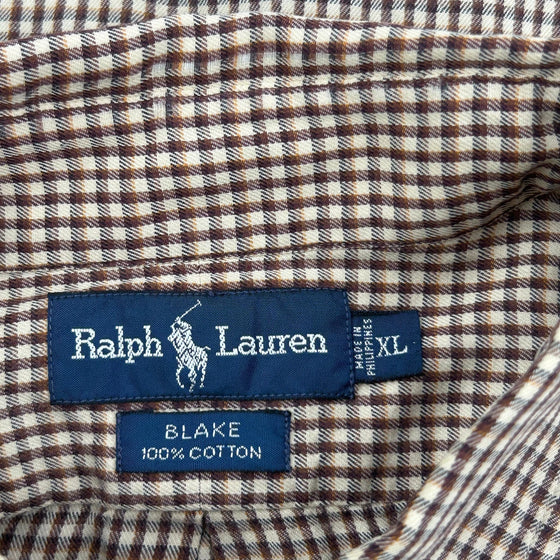 Ralph Lauren
MADE IN
PHILIPPINES
XL
BLAKE
100% COTTON